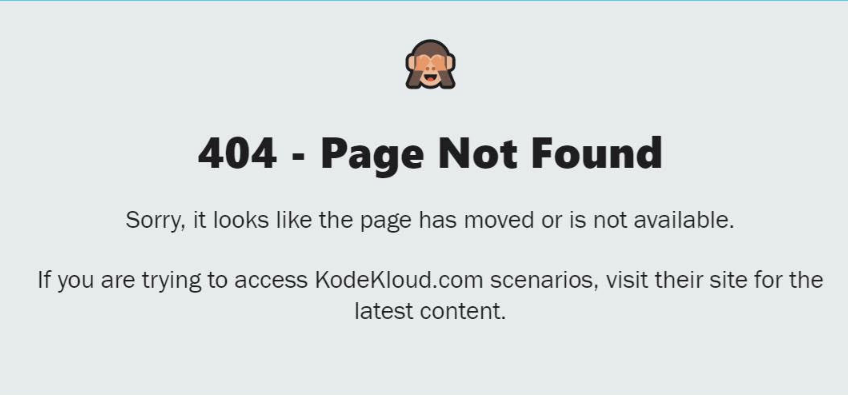 404 - Page Not Found
Sorry, it looks like the page has moved or is not available.
If you are trying to access KodeKloud.com scenarios, visit their site for the
latest content.